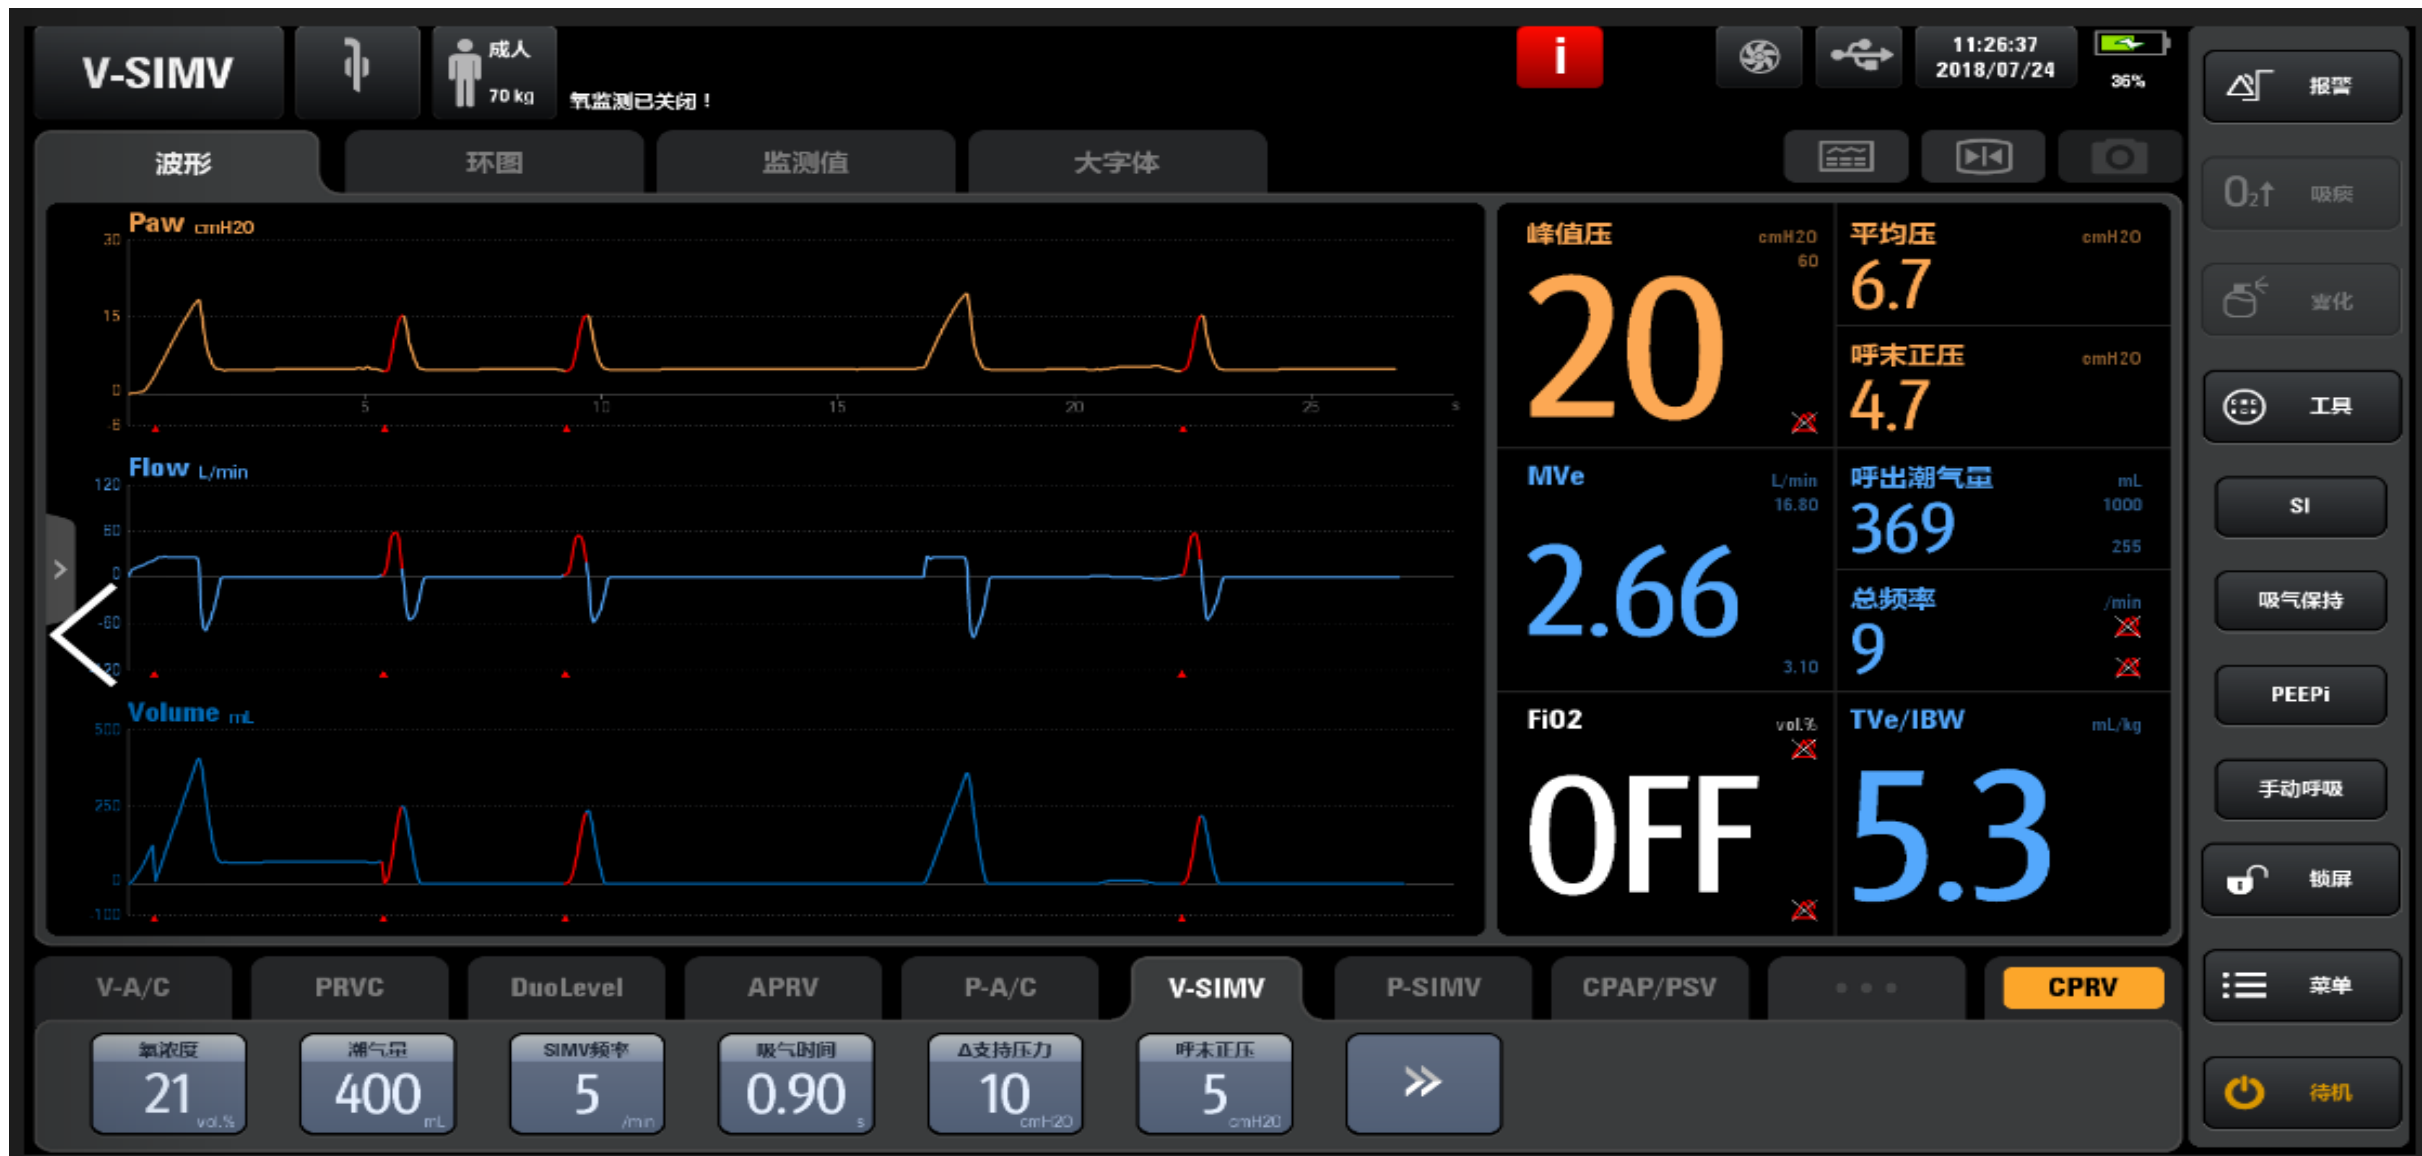 V-SIMV
成人
70 kg
氧监测已关闭！
i
11:26:37
2018/07/24
36%
波形
环图
监测值
大字体
Paw cmH2O
30
15
0
-6
5
10
15
20
25
s
Flow L/min
120
60
0
-60
Volume mL
500
250
0
-100
峰值压
cmH2O
60
20
平均压
cmH2O
6.7
呼末正压
cmH2O
4.7
MVe
L/min
16.80
2.66
3.10
呼出潮气量
mL
1000
369
255
总频率
/min
9
FiO2
vol.%
OFF
TVe/IBW
mL/kg
5.3
V-A/C
PRVC
DuoLevel
APRV
P-A/C
V-SIMV
P-SIMV
CPAP/PSV
CPRV
氧浓度
21
vol.%
潮气量
400
mL
SIMV频率
5
/min
吸气时间
0.90
s
Δ支持压力
10
cmH2O
呼末正压
5
cmH2O
报警
O₂↑ 吸痰
雾化
工具
SI
吸气保持
PEEPi
手动呼吸
锁屏
菜单
待机